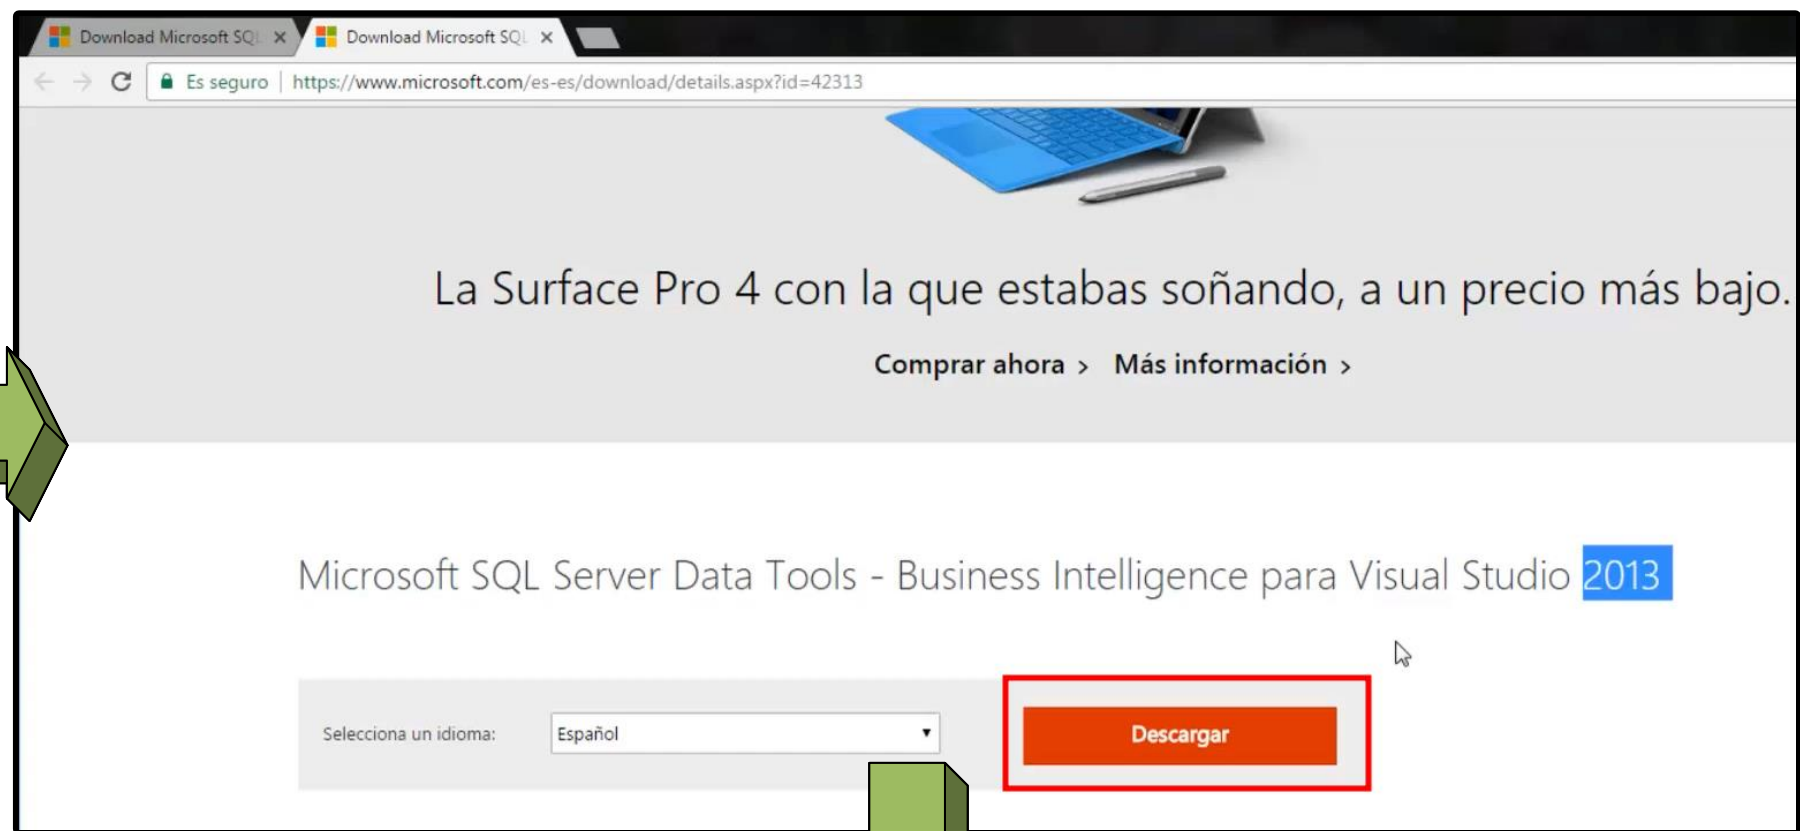 Download Microsoft SQL
Download Microsoft SQL
Es seguro | https://www.microsoft.com/es-es/download/details.aspx?id=42313
La Surface Pro 4 con la que estabas soñando, a un precio más bajo.
Comprar ahora > Más información >
Microsoft SQL Server Data Tools - Business Intelligence para Visual Studio 2013
Selecciona un idioma: Español Descargar